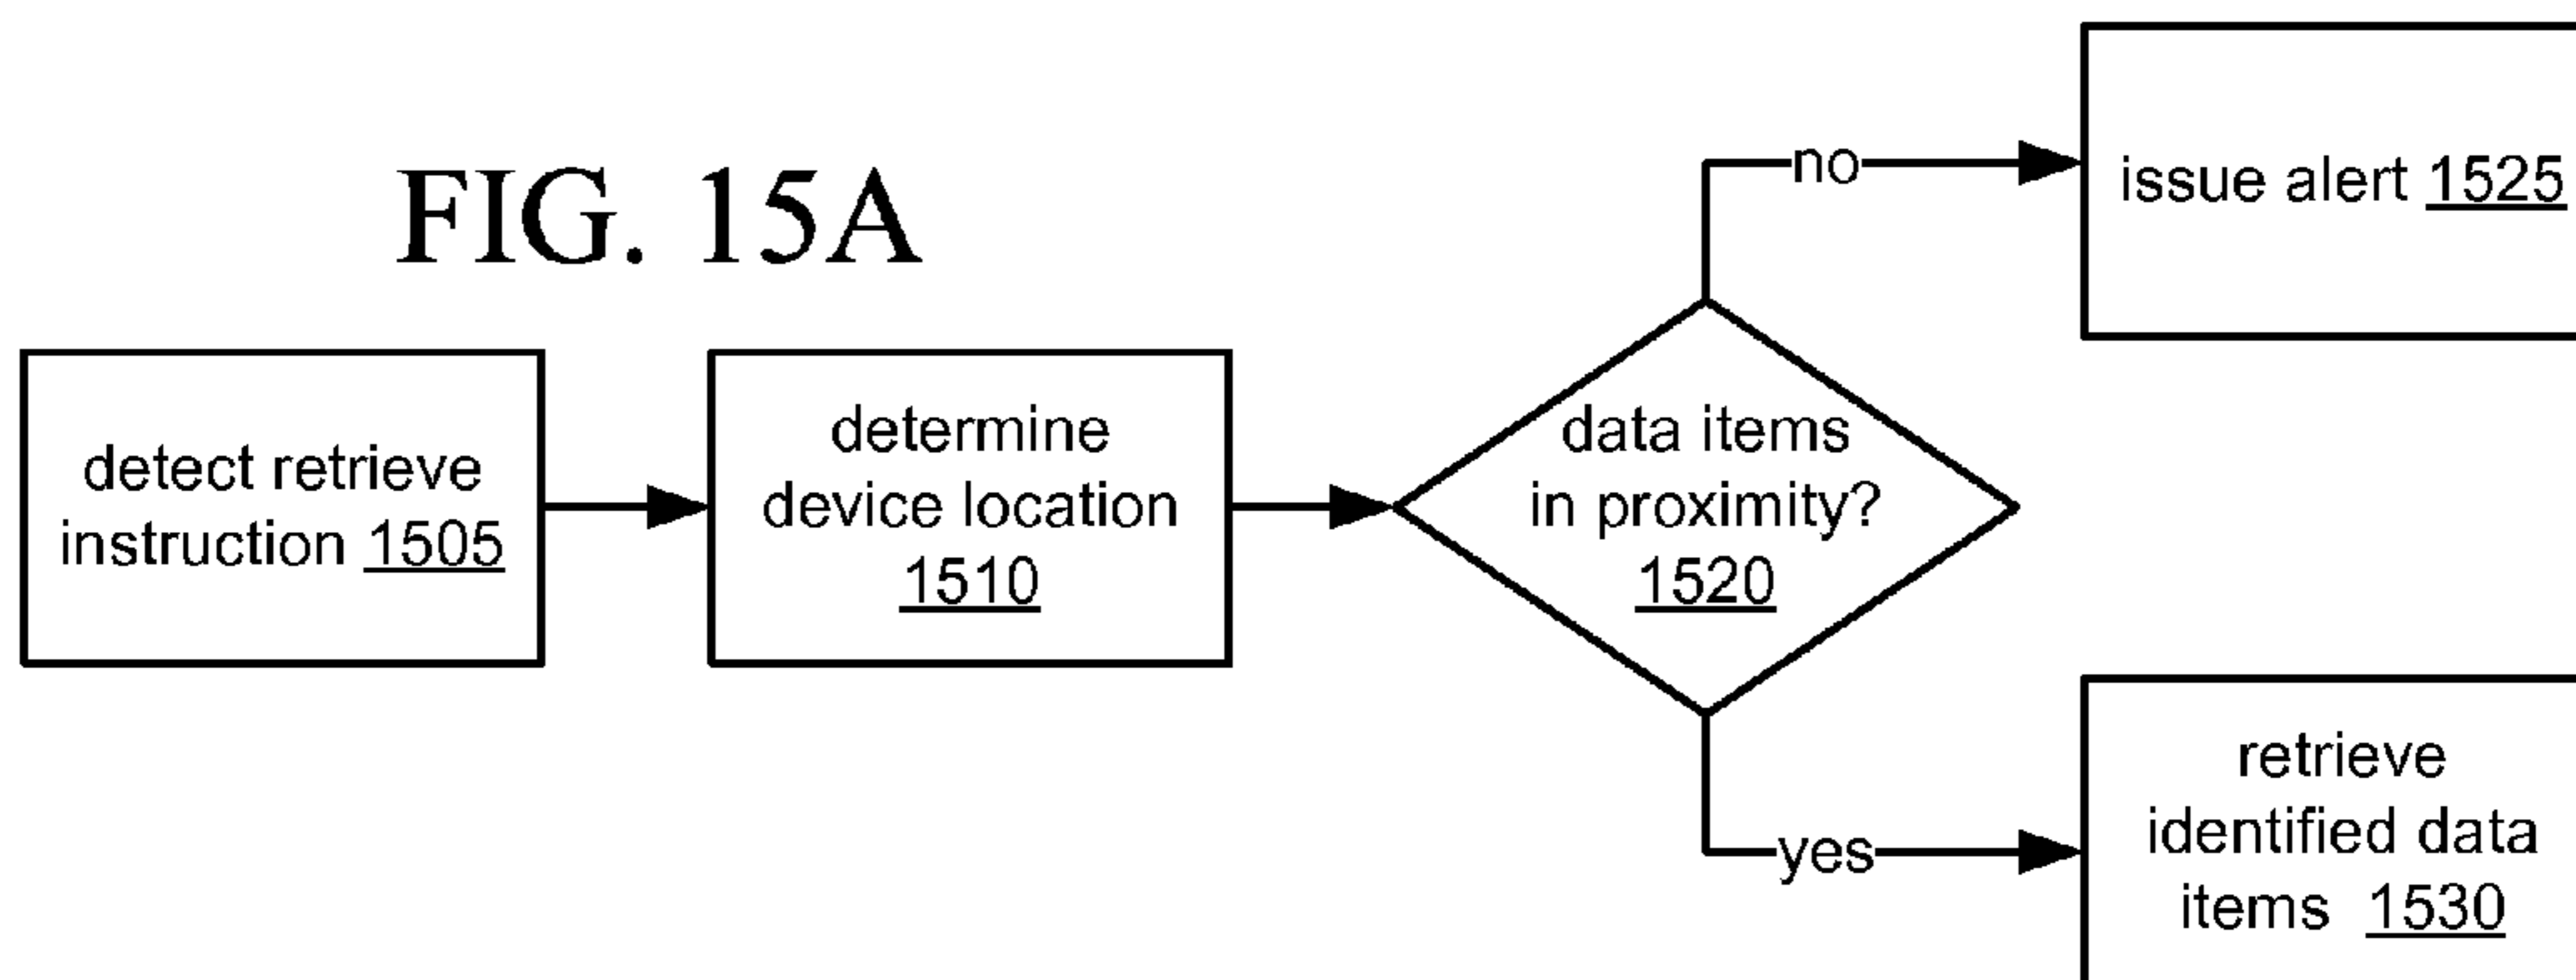 FIG. 15A
detect retrieve
instruction 1505
determine
device location
1510
data items
in proximity?
1520
no
issue alert 1525
yes
retrieve
identified data
items 1530